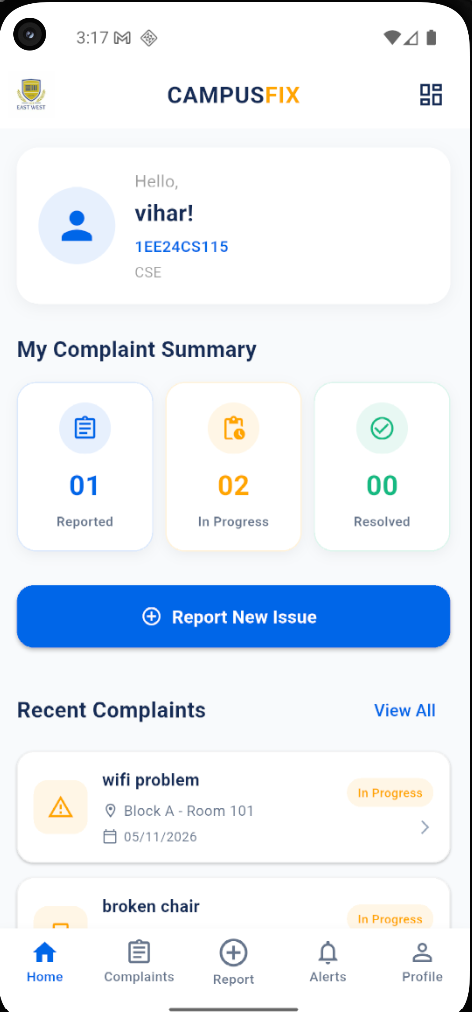 3:17
EAST WEST
CAMPUSFIX
Hello,
vihar!
1EE24CS115
CSE
My Complaint Summary
01
Reported
02
In Progress
00
Resolved
Report New Issue
Recent Complaints
View All
wifi problem
In Progress
Block A - Room 101
05/11/2026
broken chair
In Progress
Home
Complaints
Report
Alerts
Profile